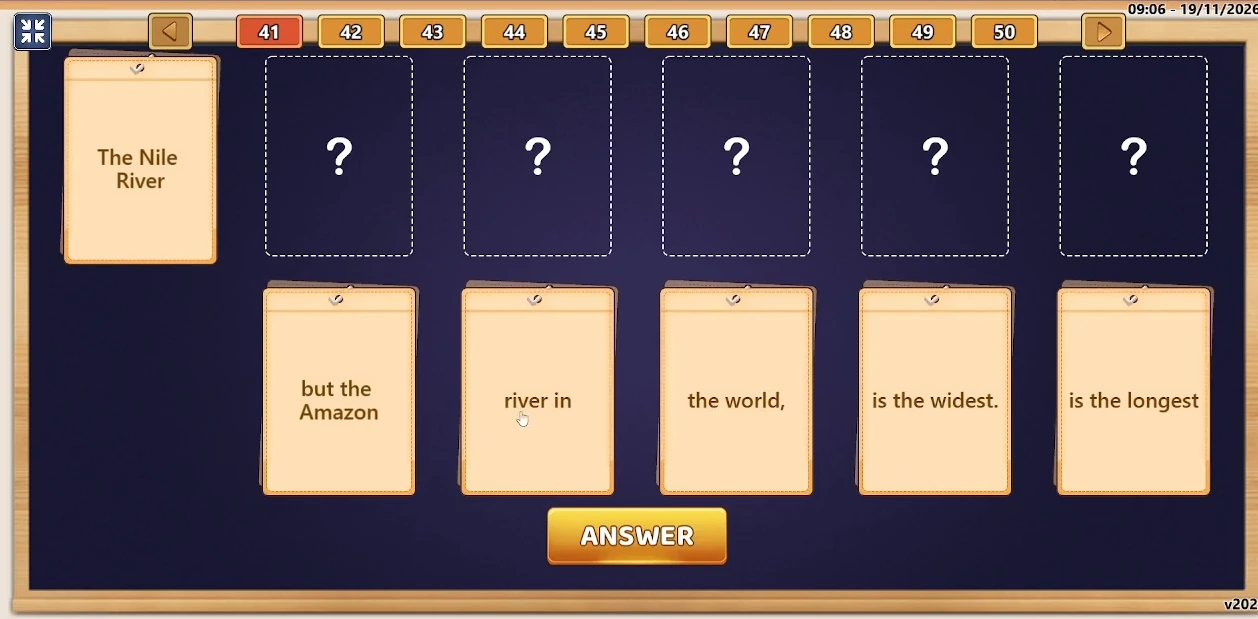 09:06 - 19/11/2026
41 42 43 44 45 46 47 48 49 50
The Nile
River
? ? ? ? ?
but the
Amazon
river in
the world,
is the widest.
is the longest
ANSWER
v202